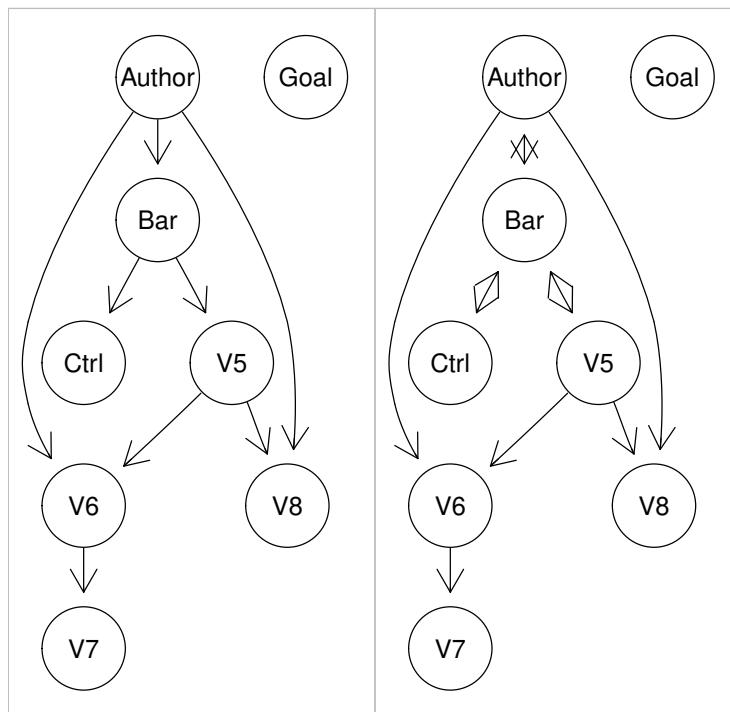 Author
Goal
Bar
Ctrl
V5
V6
V8
V7
Author
Goal
Bar
Ctrl
V5
V6
V8
V7